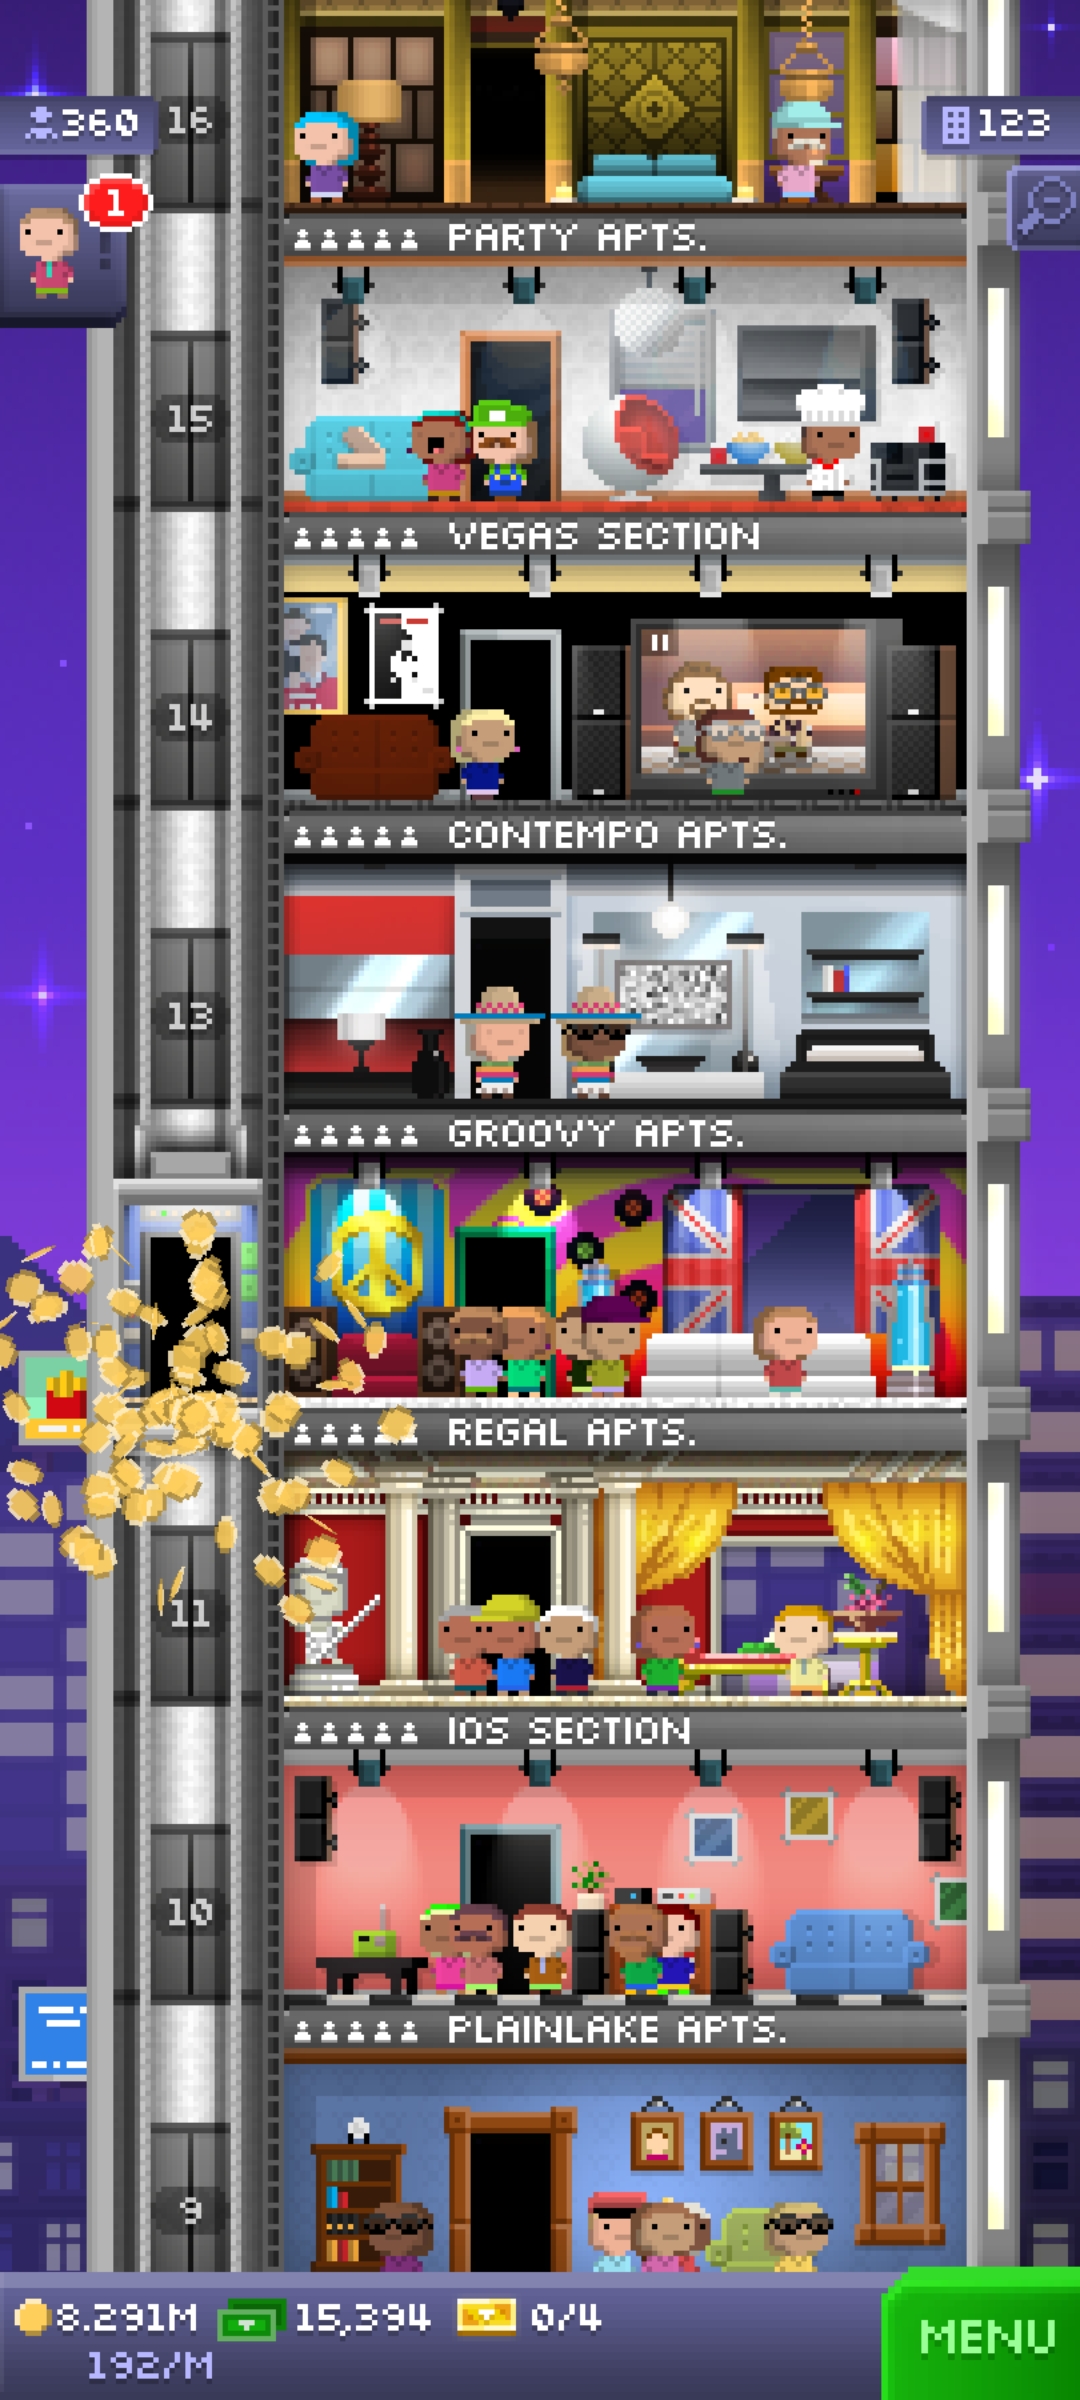 360
16
123
1
PARTY APTS.
15
VEGAS SECTION
14
CONTEMPO APTS.
13
GROOVY APTS.
REGAL APTS.
11
IOS SECTION
10
PLAINLAKE APTS.
9
8.291M 15,394 0/4
192/M
MENU